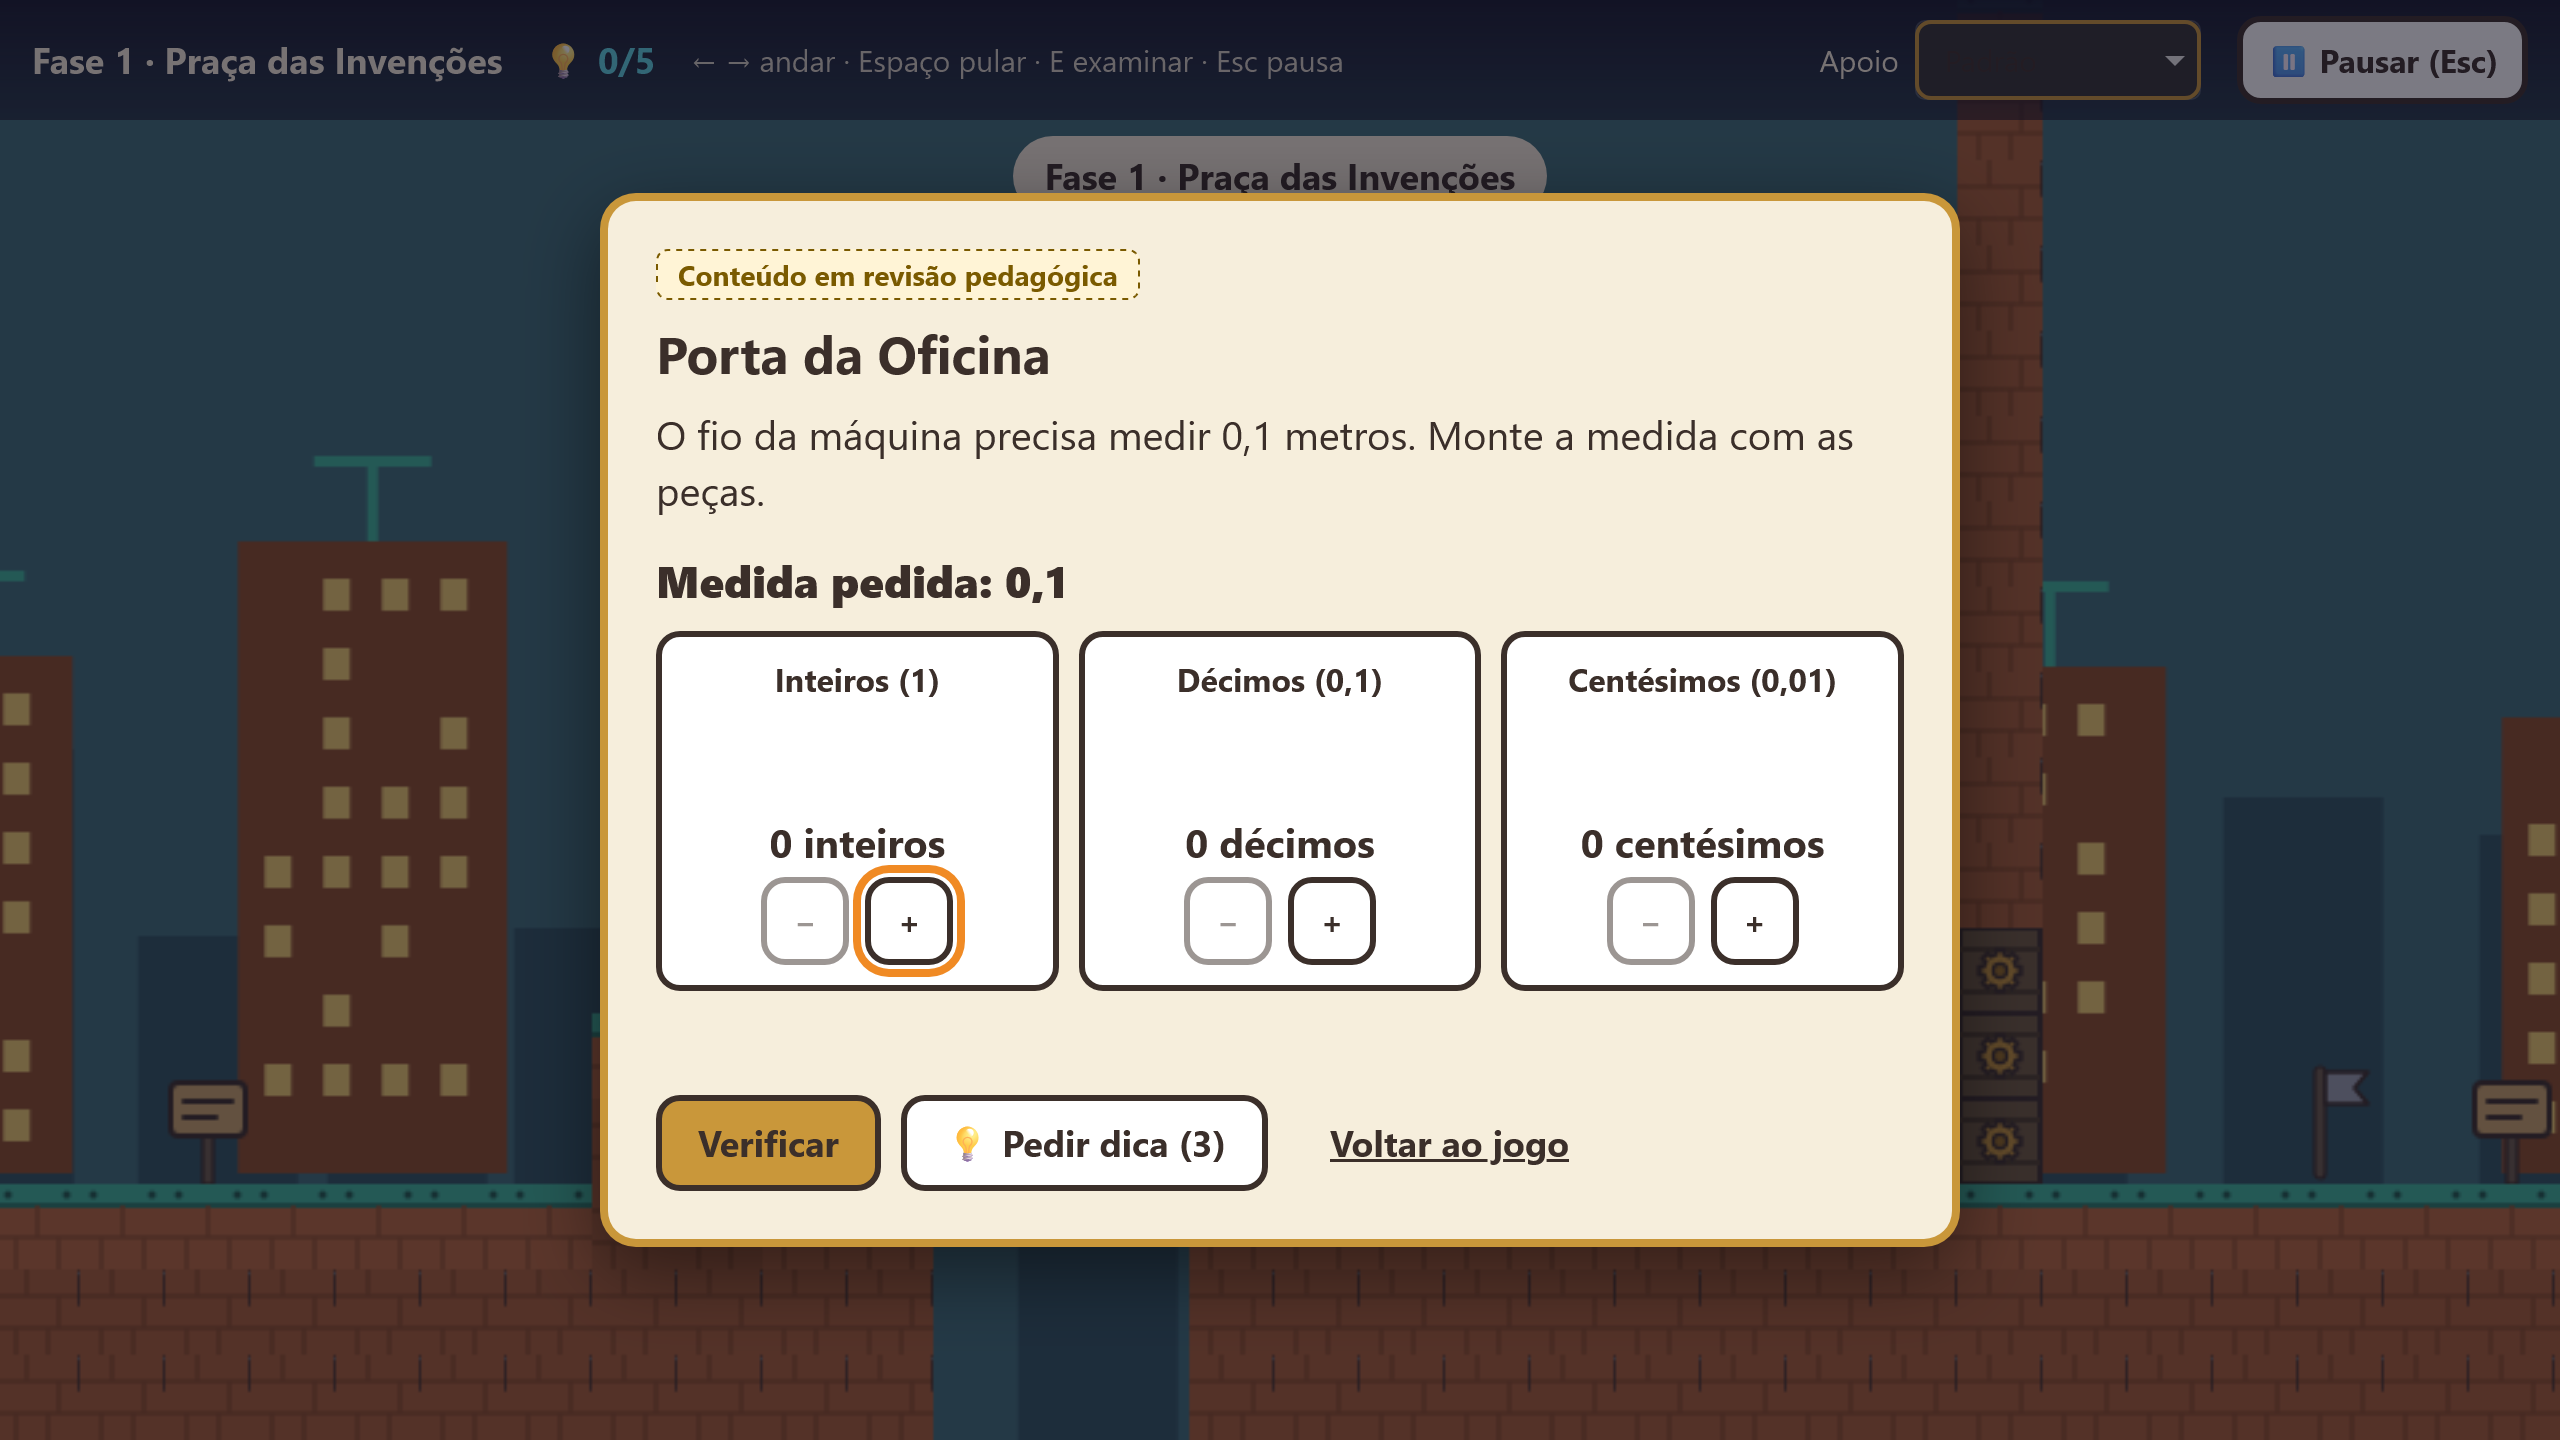 Fase 1 · Praça das Invenções
0/5
← → andar · Espaço pular · E examinar · Esc pausa
Apoio
Pausar (Esc)
Fase 1 · Praça das Invenções
Conteúdo em revisão pedagógica
Porta da Oficina
O fio da máquina precisa medir 0,1 metros. Monte a medida com as
peças.
Medida pedida: 0,1
Inteiros (1)
0 inteiros
− +
Décimos (0,1)
0 décimos
− +
Centésimos (0,01)
0 centésimos
− +
Verificar
Pedir dica (3)
Voltar ao jogo